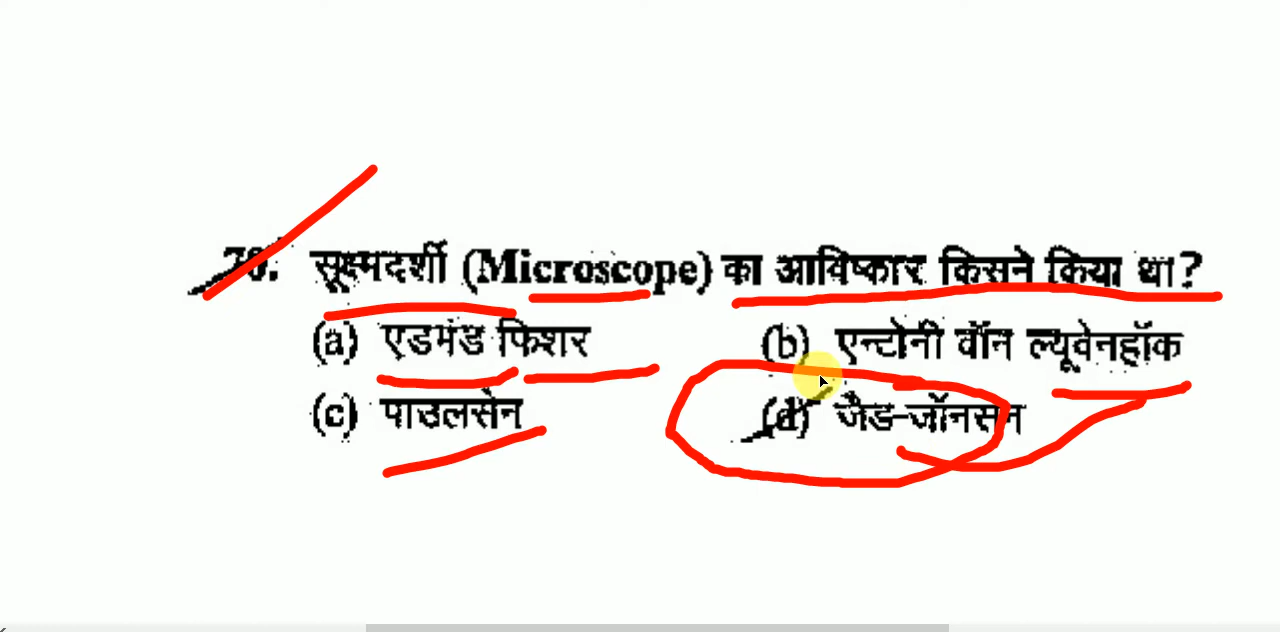 70. सूक्ष्मदर्शी (Microscope) का आविष्कार किसने किया था?
(a) एडमंड फिशर (b) एन्टोनी वॉन ल्यूवेनहॉक
(c) पाउलसेन (d) जैड-जॉनसन